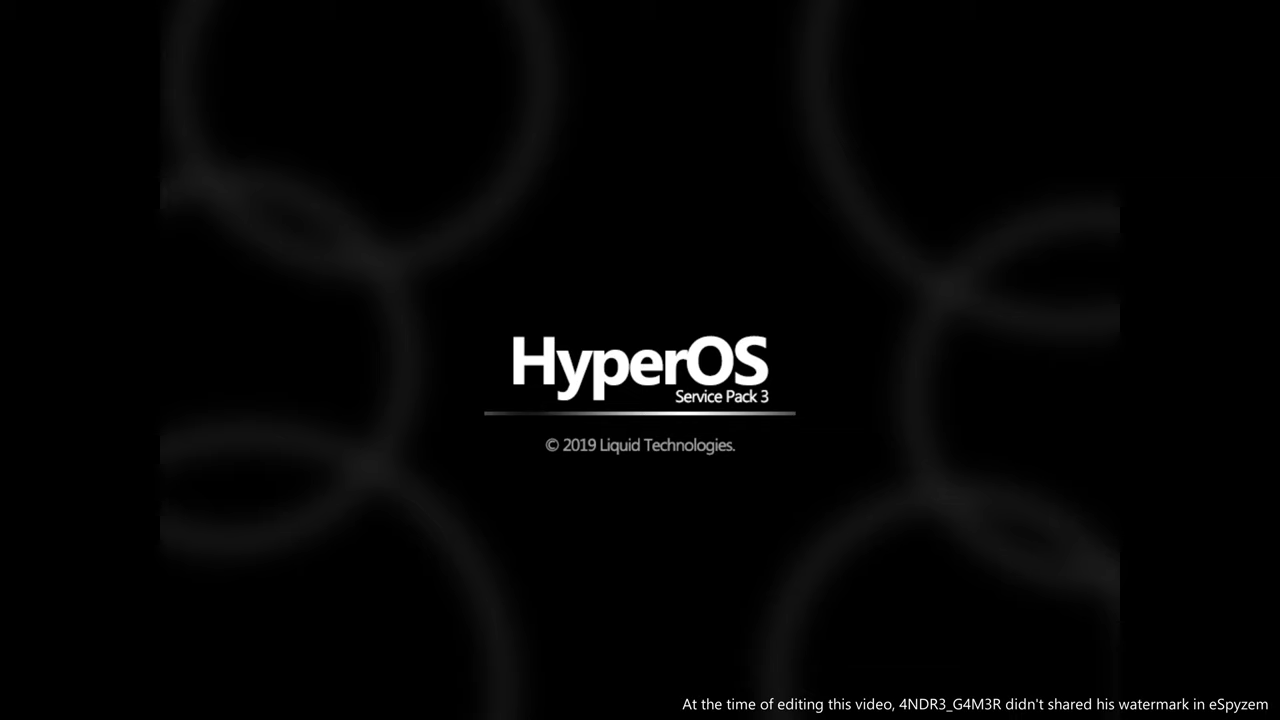 HyperOS
Service Pack 3
© 2019 Liquid Technologies.
At the time of editing this video, 4NDR3_G4M3R didn't shared his watermark in eSpyzem